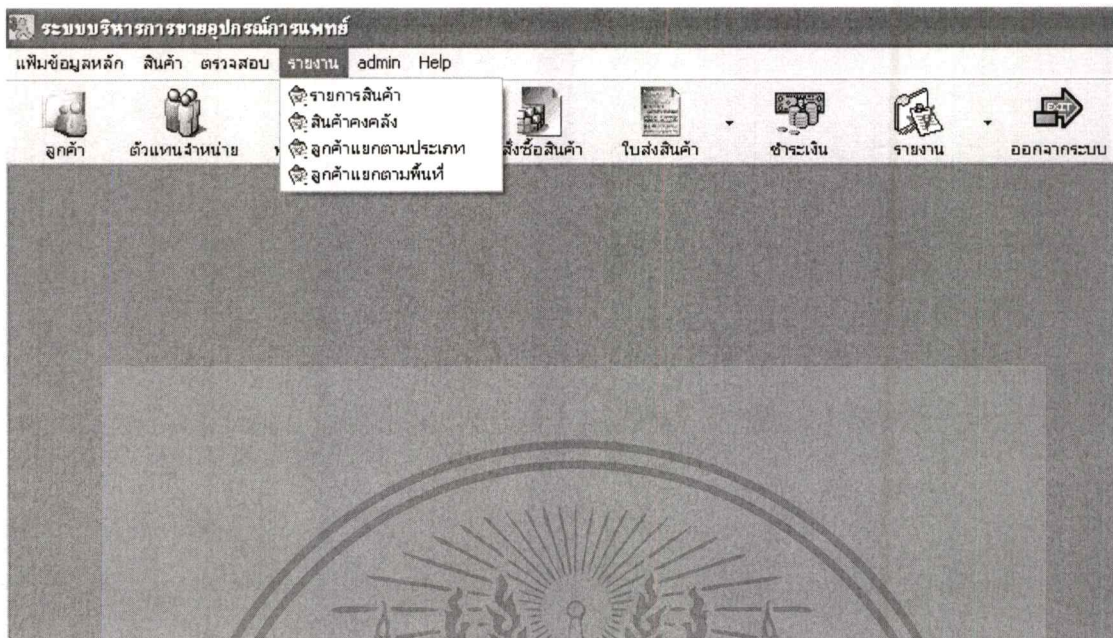 ระบบบริหารการขายอุปกรณ์การแพทย์
แฟ้มข้อมูลหลัก สินค้า ตรวจสอบ รายงาน admin Help
รายการสินค้า
สินค้าคงคลัง
ลูกค้าแยกตามประเภท
ลูกค้าแยกตามพื้นที่
ลูกค้า ตัวแทนจำหน่าย สั่งซื้อสินค้า ใบส่งสินค้า ชำระเงิน รายงาน ออกจากระบบ
EXIT